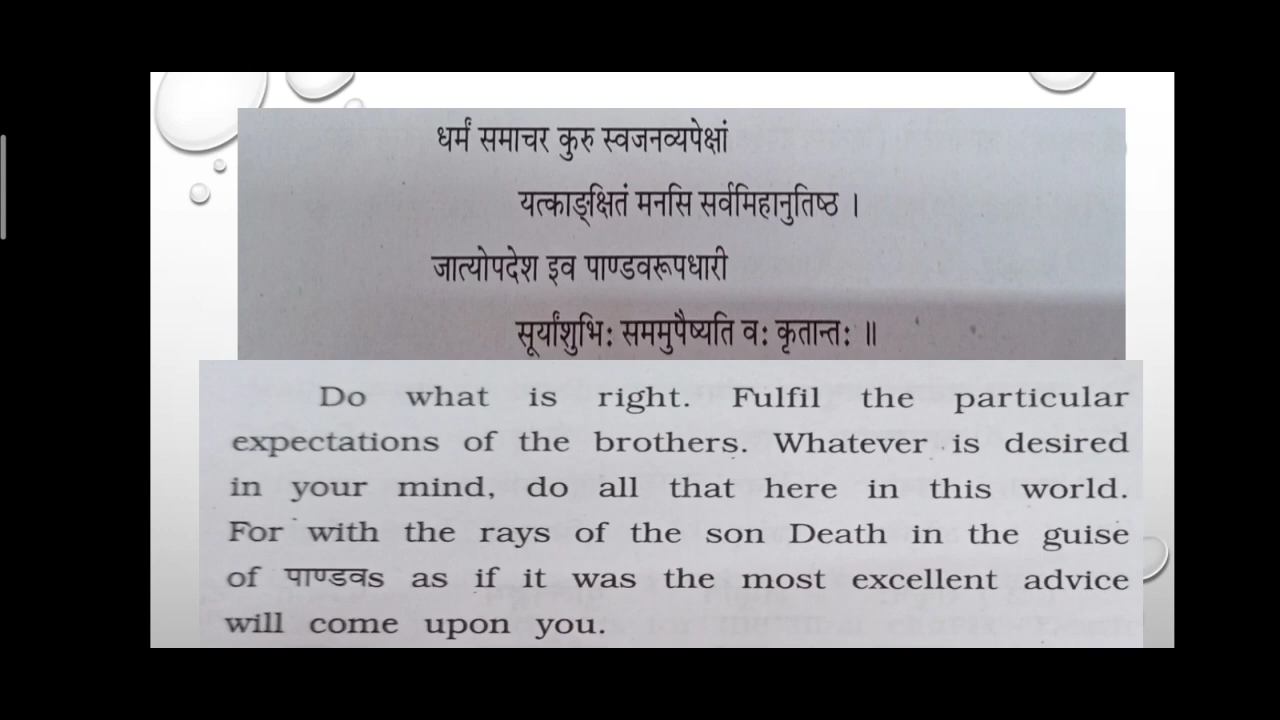 धर्मं समाचर कुरु स्वजनव्यपेक्षां
यत्काङ्क्षितं मनसि सर्वमिहानुतिष्ठ ।
जात्योपदेश इव पाण्डवरूपधारी
सूर्यांशुभिः सममुपैष्यति वः कृतान्तः ॥
Do what is right. Fulfil the particular
expectations of the brothers. Whatever is desired
in your mind, do all that here in this world.
For with the rays of the son Death in the guise
of पाण्डवs as if it was the most excellent advice
will come upon you.